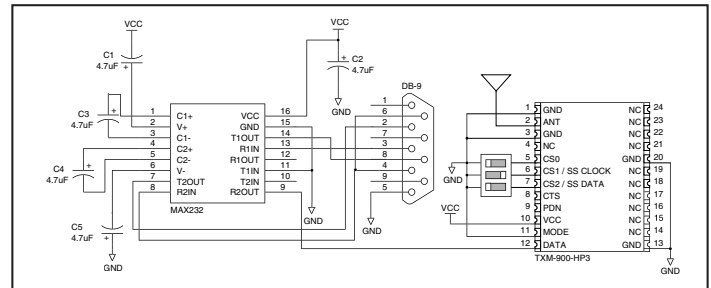 VCC
C1
4.7uF
+
VCC
+
C2
4.7uF
GND
C3
4.7uF
+
C4
4.7uF
+
C5
4.7uF
+
GND
1 C1+ VCC 16
2 V+ GND 15
3 C1- T1OUT 14
4 C2+ R1IN 13
5 C2- R1OUT 12
6 V- T1IN 11
7 T2OUT T2IN 10
8 R2IN R2OUT 9
MAX232
GND
DB-9
1
6
2
7
3
8
4
9
5
GND
GND
VCC
1 GND NC 24
2 ANT NC 23
3 GND NC 22
4 NC NC 21
5 CS0 GND 20
6 CS1 / SS CLOCK NC 19
7 CS2 / SS DATA NC 18
8 CTS NC 17
9 PDN NC 16
10 VCC NC 15
11 MODE NC 14
12 DATA GND 13
TXM-900-HP3
GND